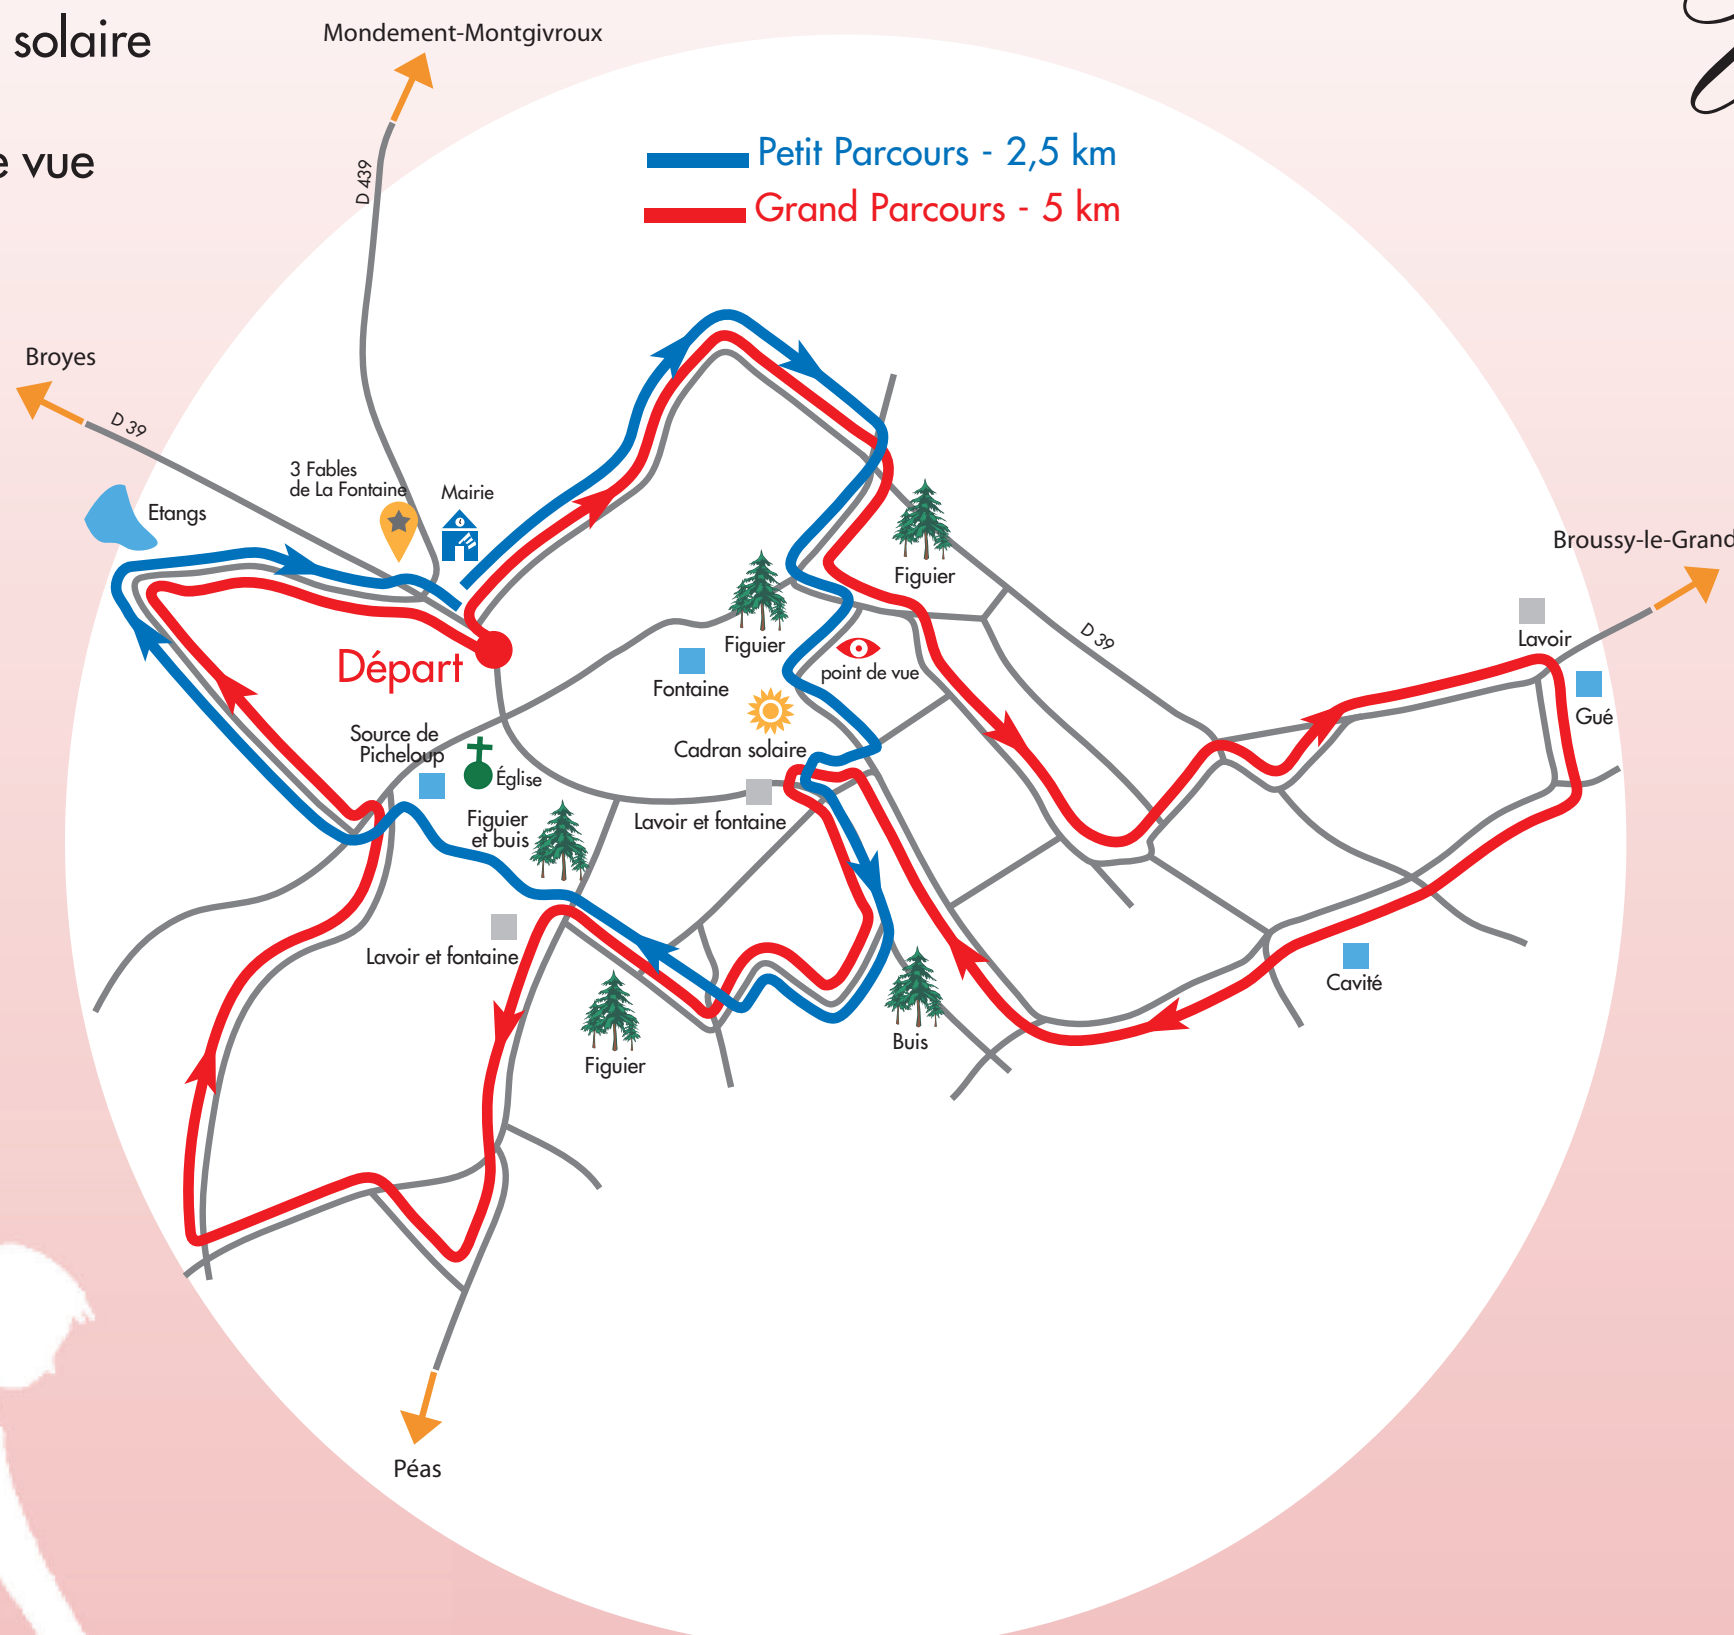 solaire
Mondement-Montgivroux
e vue
Petit Parcours - 2,5 km
D 439
Grand Parcours - 5 km
Broyes
D 39
3 Fables
de La Fontaine
Mairie
Etangs
Broussy-le-Grand
Figuier
Lavoir
D 39
Figuier
Départ
point de vue
Fontaine
Gué
Source de
Picheloup
Cadran solaire
Église
Figuier
et buis
Lavoir et fontaine
Lavoir et fontaine
Cavité
Buis
Figuier
Péas